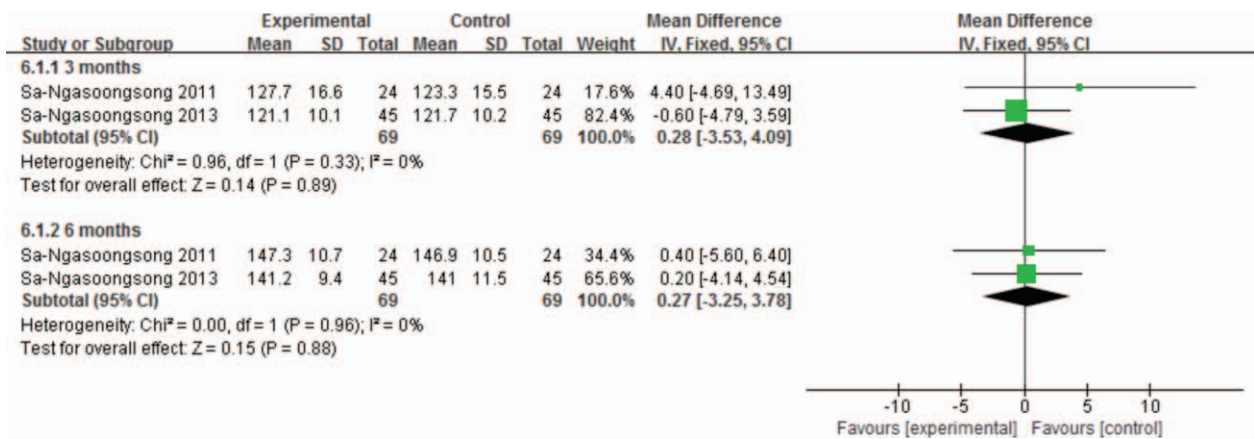 Experimental Control Mean Difference Mean Difference
Study or Subgroup Mean SD Total Mean SD Total Weight IV, Fixed, 95% CI IV, Fixed, 95% CI
6.1.1 3 months
Sa-Ngasoongsong 2011 127.7 16.6 24 123.3 15.5 24 17.6% 4.40 [-4.69, 13.49]
Sa-Ngasoongsong 2013 121.1 10.1 45 121.7 10.2 45 82.4% -0.60 [-4.79, 3.59]
Subtotal (95% CI) 69 69 100.0% 0.28 [-3.53, 4.09]
Heterogeneity: Chi² = 0.96, df = 1 (P = 0.33); I² = 0%
Test for overall effect: Z = 0.14 (P = 0.89)
6.1.2 6 months
Sa-Ngasoongsong 2011 147.3 10.7 24 146.9 10.5 24 34.4% 0.40 [-5.60, 6.40]
Sa-Ngasoongsong 2013 141.2 9.4 45 141 11.5 45 65.6% 0.20 [-4.14, 4.54]
Subtotal (95% CI) 69 69 100.0% 0.27 [-3.25, 3.78]
Heterogeneity: Chi² = 0.00, df = 1 (P = 0.96); I² = 0%
Test for overall effect: Z = 0.15 (P = 0.88)
-10 -5 0 5 10
Favours [experimental] Favours [control]